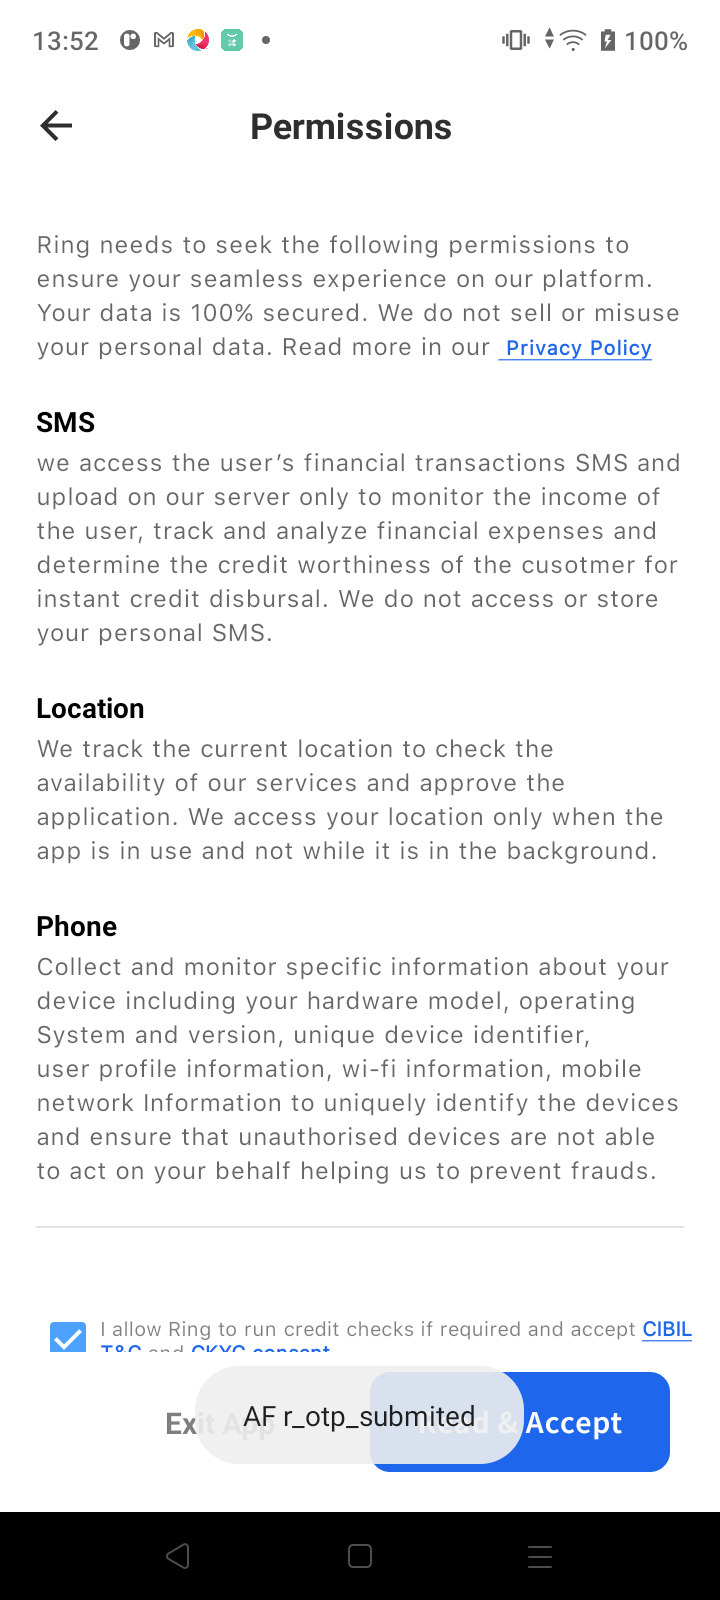 13:52
100%
Permissions
Ring needs to seek the following permissions to
ensure your seamless experience on our platform.
Your data is 100% secured. We do not sell or misuse
your personal data. Read more in our Privacy Policy
SMS
we access the user’s financial transactions SMS and
upload on our server only to monitor the income of
the user, track and analyze financial expenses and
determine the credit worthiness of the cusotmer for
instant credit disbursal. We do not access or store
your personal SMS.
Location
We track the current location to check the
availability of our services and approve the
application. We access your location only when the
app is in use and not while it is in the background.
Phone
Collect and monitor specific information about your
device including your hardware model, operating
System and version, unique device identifier,
user profile information, wi-fi information, mobile
network Information to uniquely identify the devices
and ensure that unauthorised devices are not able
to act on your behalf helping us to prevent frauds.
I allow Ring to run credit checks if required and accept CIBIL
T&C and CKYC consent
Exit App
AF r_otp_submited
Read & Accept